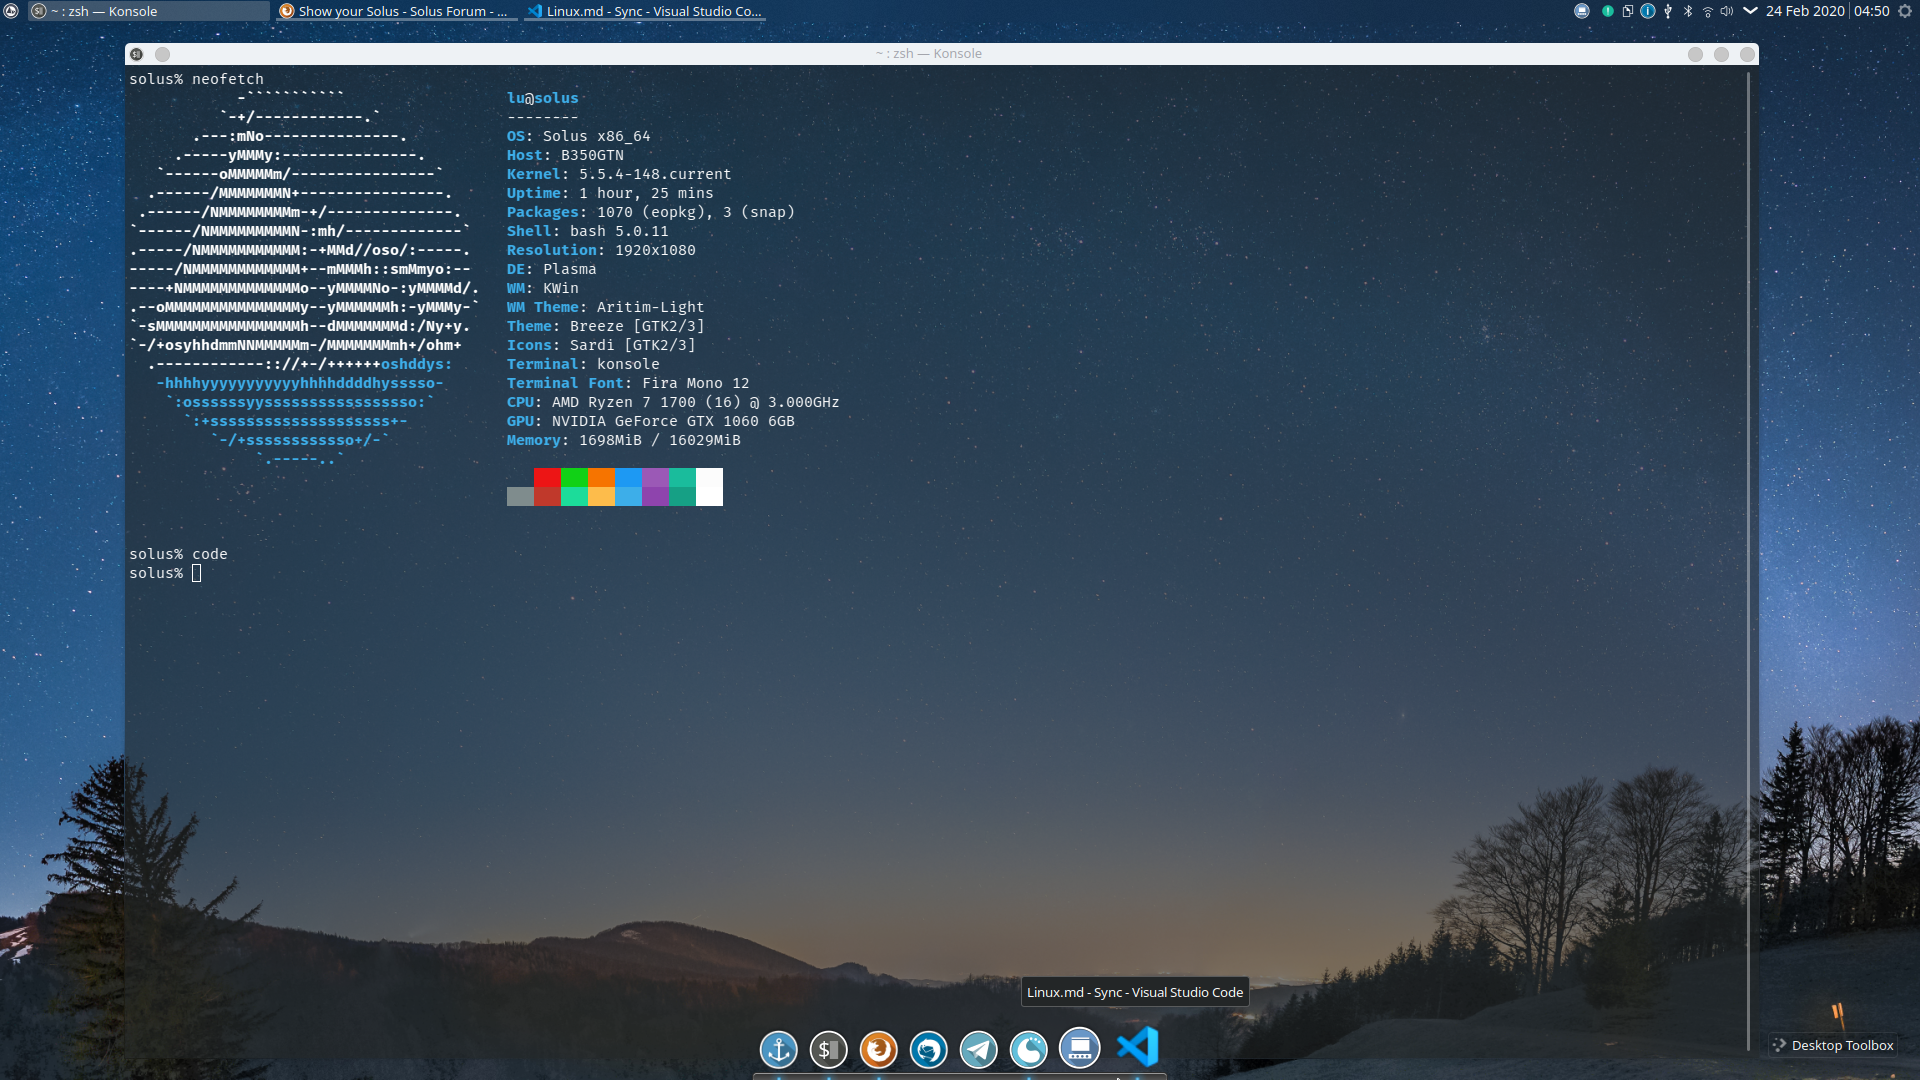 ~ : zsh — Konsole
Show your Solus - Solus Forum - ...
Linux.md - Sync - Visual Studio Co...
24 Feb 2020
04:50
~ : zsh — Konsole
solus% neofetch
-```````````
`-+/------------.`
.---:mNo---------------.
.-----yMMMy:---------------.
`------oMMMMMm/----------------`
.------/MMMMMMMN+----------------.
.------/NMMMMMMMMm-+/--------------.
`------/NMMMMMMMMMN-:mh/-------------`
.-----/NMMMMMMMMMMM:-+MMd//oso/:-----.
-----/NMMMMMMMMMMMM+--mMMMh::smMmyo:--
----+NMMMMMMMMMMMMMo--yMMMMNo-:yMMMMd/.
.--oMMMMMMMMMMMMMMMy--yMMMMMMh:-yMMMy-`
`-sMMMMMMMMMMMMMMMMh--dMMMMMMMd:/Ny+y.
`-/+osyhhdmmNNMMMMMm-/MMMMMMMmh+/ohm+
.------------:://+-/++++++oshddys:
-hhhhyyyyyyyyyyyhhhhddddhysssso-
`:ossssssyysssssssssssssssso:`
`:+ssssssssssssssssssss+-
`-/+ssssssssssso+/-`
`.-----..`
lu@solus
--------
OS: Solus x86_64
Host: B350GTN
Kernel: 5.5.4-148.current
Uptime: 1 hour, 25 mins
Packages: 1070 (eopkg), 3 (snap)
Shell: bash 5.0.11
Resolution: 1920x1080
DE: Plasma
WM: KWin
WM Theme: Aritim-Light
Theme: Breeze [GTK2/3]
Icons: Sardi [GTK2/3]
Terminal: konsole
Terminal Font: Fira Mono 12
CPU: AMD Ryzen 7 1700 (16) @ 3.000GHz
GPU: NVIDIA GeForce GTX 1060 6GB
Memory: 1698MiB / 16029MiB
solus% code
solus%
Linux.md - Sync - Visual Studio Code
Desktop Toolbox